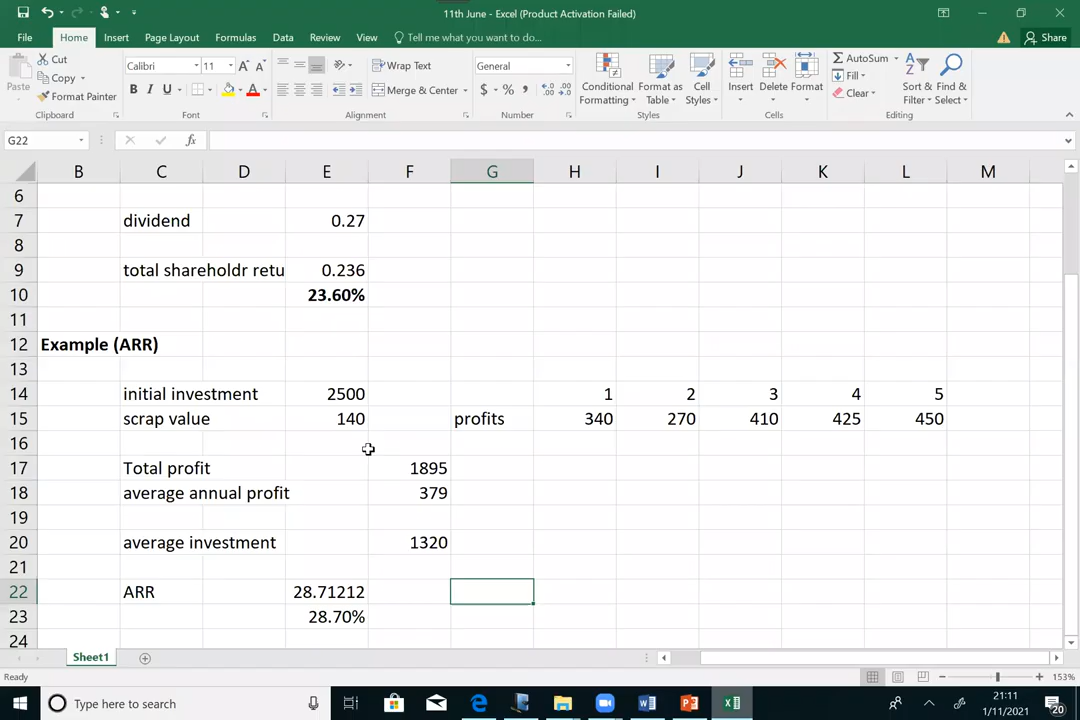 11th June - Excel (Product Activation Failed)
File Home Insert Page Layout Formulas Data Review View Tell me what you want to do... Share
Paste Cut Copy Format Painter Clipboard
Calibri 11 A A B I U A Font
Wrap Text Merge & Center Alignment
General $ % , .0 .00 .00 .0 Number
Conditional Formatting Format as Table Cell Styles Styles
Insert Delete Format Cells
AutoSum Fill Clear Sort & Filter Find & Select Editing
G22 fx
B C D E F G H I J K L M
6
7 dividend 0.27
8
9 total shareholdr retu 0.236
10 23.60%
11
12 Example (ARR)
13
14 initial investment 2500 1 2 3 4 5
15 scrap value 140 profits 340 270 410 425 450
16
17 Total profit 1895
18 average annual profit 379
19
20 average investment 1320
21
22 ARR 28.71212
23 28.70%
24
Sheet1
Ready 153%
Type here to search 21:11
1/11/2021 20